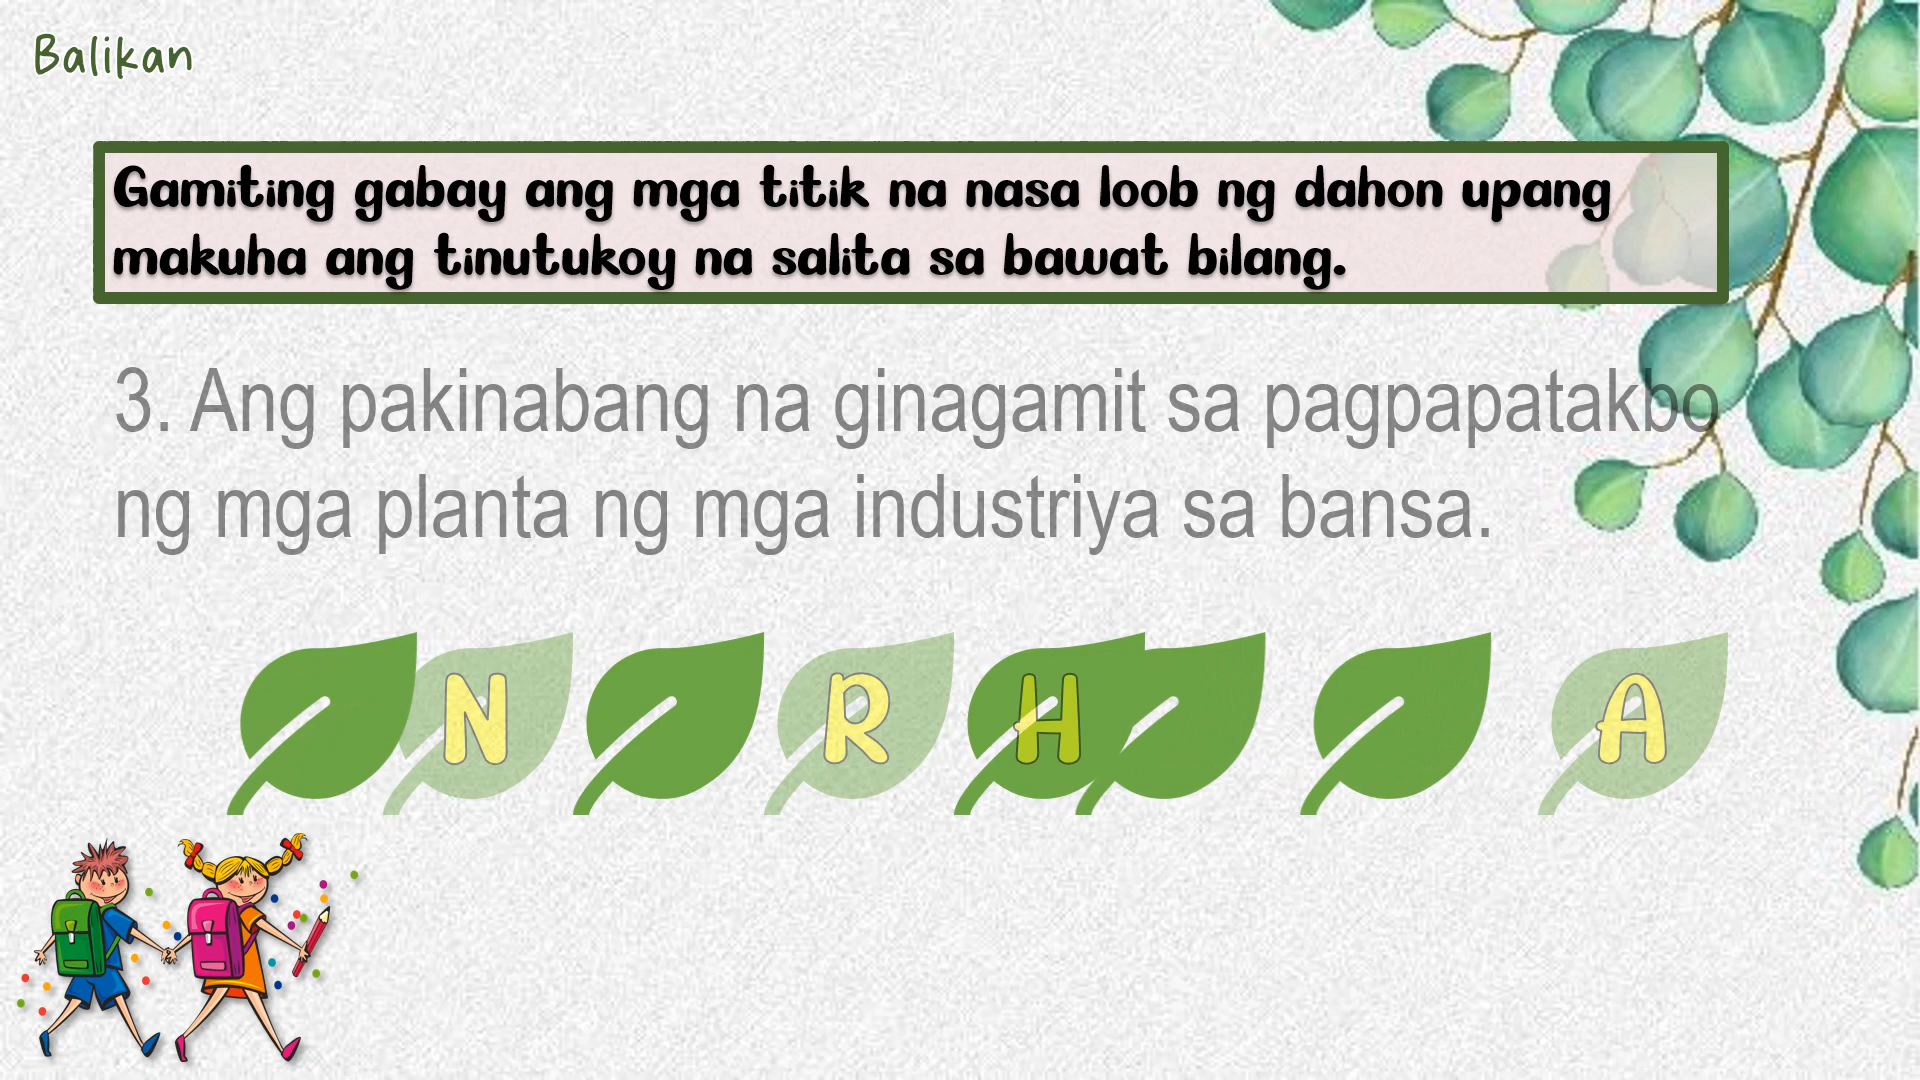 Balikan
Gamiting gabay ang mga titik na nasa loob ng dahon upang
makuha ang tinutukoy na salita sa bawat bilang.
3. Ang pakinabang na ginagamit sa pagpapatakbo
ng mga planta ng mga industriya sa bansa.
N R H A